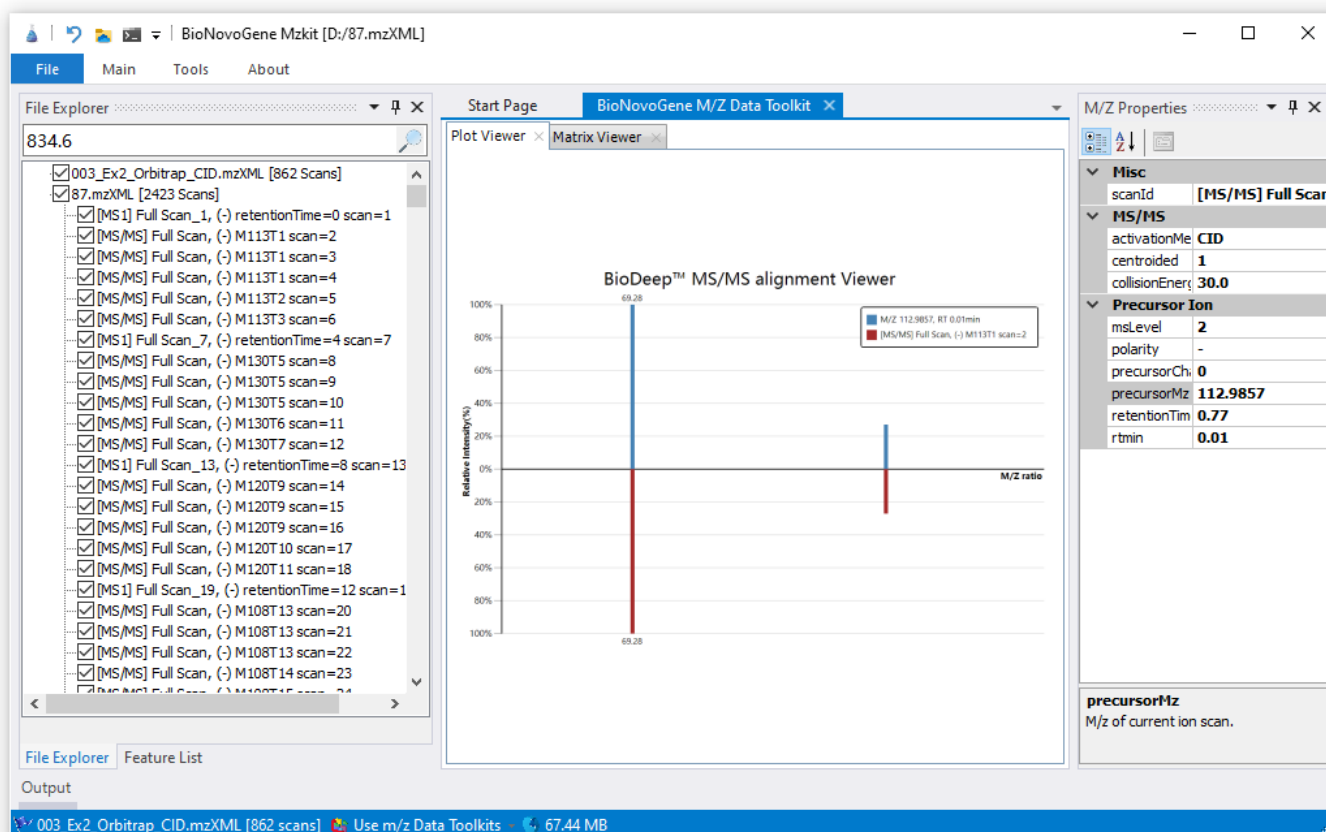 BioNovoGene Mzkit [D:/87.mzXML]
File Main Tools About
File Explorer
834.6
003_Ex2_Orbitrap_CID.mzXML [862 Scans]
87.mzXML [2423 Scans]
[MS1] Full Scan_1, (-) retentionTime=0 scan=1
[MS/MS] Full Scan, (-) M113T1 scan=2
[MS/MS] Full Scan, (-) M113T1 scan=3
[MS/MS] Full Scan, (-) M113T1 scan=4
[MS/MS] Full Scan, (-) M113T2 scan=5
[MS/MS] Full Scan, (-) M113T3 scan=6
[MS1] Full Scan_7, (-) retentionTime=4 scan=7
[MS/MS] Full Scan, (-) M130T5 scan=8
[MS/MS] Full Scan, (-) M130T5 scan=9
[MS/MS] Full Scan, (-) M130T5 scan=10
[MS/MS] Full Scan, (-) M130T6 scan=11
[MS/MS] Full Scan, (-) M130T7 scan=12
[MS1] Full Scan_13, (-) retentionTime=8 scan=13
[MS/MS] Full Scan, (-) M120T9 scan=14
[MS/MS] Full Scan, (-) M120T9 scan=15
[MS/MS] Full Scan, (-) M120T9 scan=16
[MS/MS] Full Scan, (-) M120T10 scan=17
[MS/MS] Full Scan, (-) M120T11 scan=18
[MS1] Full Scan_19, (-) retentionTime=12 scan=1
[MS/MS] Full Scan, (-) M108T13 scan=20
[MS/MS] Full Scan, (-) M108T13 scan=21
[MS/MS] Full Scan, (-) M108T13 scan=22
[MS/MS] Full Scan, (-) M108T14 scan=23
File Explorer Feature List
Start Page BioNovoGene M/Z Data Toolkit
Plot Viewer Matrix Viewer
BioDeep™ MS/MS alignment Viewer
69.28
M/Z 112.9857, RT 0.01min
[MS/MS] Full Scan, (-) M113T1 scan=2
100%
80%
60%
40%
20%
0%
20%
40%
60%
80%
100%
Relative Intensity(%)
M/Z ratio
69.28
M/Z Properties
Misc
scanId [MS/MS] Full Scan
MS/MS
activationMe CID
centroided 1
collisionEnerg 30.0
Precursor Ion
msLevel 2
polarity -
precursorCha 0
precursorMz 112.9857
retentionTim 0.77
rtmin 0.01
precursorMz
M/z of current ion scan.
Output
003_Ex2_Orbitrap_CID.mzXML [862 scans] Use m/z Data Toolkits 67.44 MB